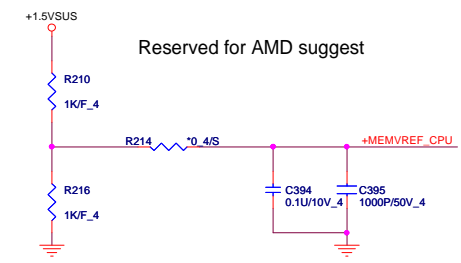 +1.5VSUS
Reserved for AMD suggest
R210
1K/F_4
R214
*0_4/S
+MEMVREF_CPU
R216
1K/F_4
C394
0.1U/10V_4
C395
1000P/50V_4